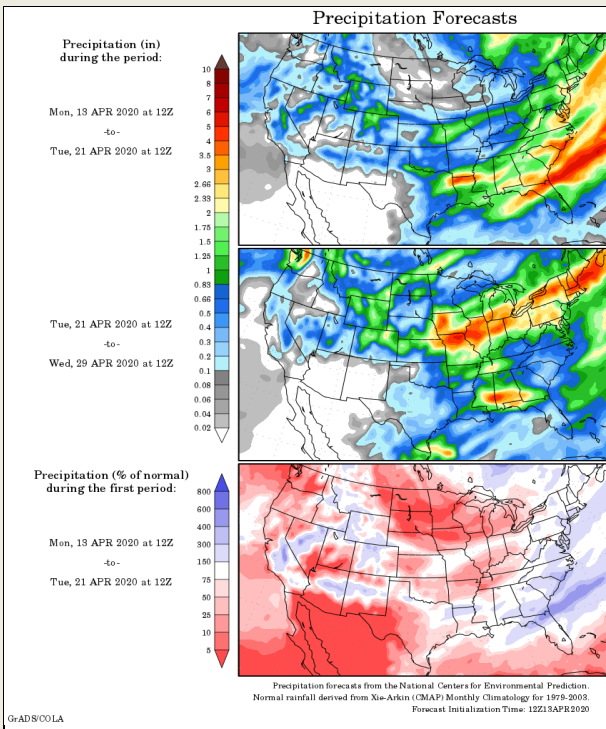 Precipitation Forecasts
Precipitation (in)
during the period:
Mon, 13 APR 2020 at 12Z
-to-
Tue, 21 APR 2020 at 12Z
10
8
7
6
5
4
3.5
3
2.66
2.33
2
1.75
1.5
1.25
1
0.83
0.66
0.5
0.4
0.3
0.2
0.1
0.08
0.06
0.04
0.02
Tue, 21 APR 2020 at 12Z
-to-
Wed, 29 APR 2020 at 12Z
Precipitation (% of normal)
during the first period:
Mon, 13 APR 2020 at 12Z
-to-
Tue, 21 APR 2020 at 12Z
800
600
400
300
150
75
50
25
10
5
Precipitation forecasts from the National Centers for Environmental Prediction.
Normal rainfall derived from Xie-Arkin (CMAP) Monthly Climatology for 1979-2003.
Forecast Initialization Time: 12Z13APR2020
GrADS/COLA